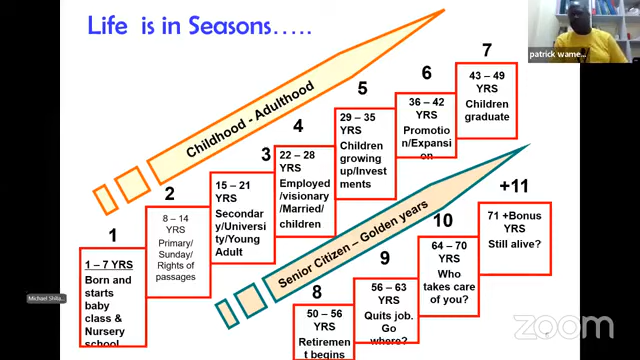 Life is in Seasons…..
patrick wame...
7
43 – 49
YRS
Children
graduate
6
36 – 42
YRS
Promotio
n/Expansi
on
5
29 – 35
YRS
Children
growing
up/Invest
ments
Childhood - Adulthood
4
22 – 28
YRS
Employed
/visionary
/Married/
children
3
15 – 21
YRS
Secondar
y/Universi
ty/Young
Adult
2
8 – 14
YRS
Primary/
Sunday/
Rights of
passages
1
1 – 7 YRS
Born and
starts
baby
class &
Nursery
school
Michael Shita...
Senior Citizen – Golden years
+11
71 +Bonus
YRS
Still alive?
10
64 – 70
YRS
Who
takes care
of you?
9
56 – 63
YRS
Quits job.
Go
where?
8
50 – 56
YRS
Retiremen
t begins
zoom